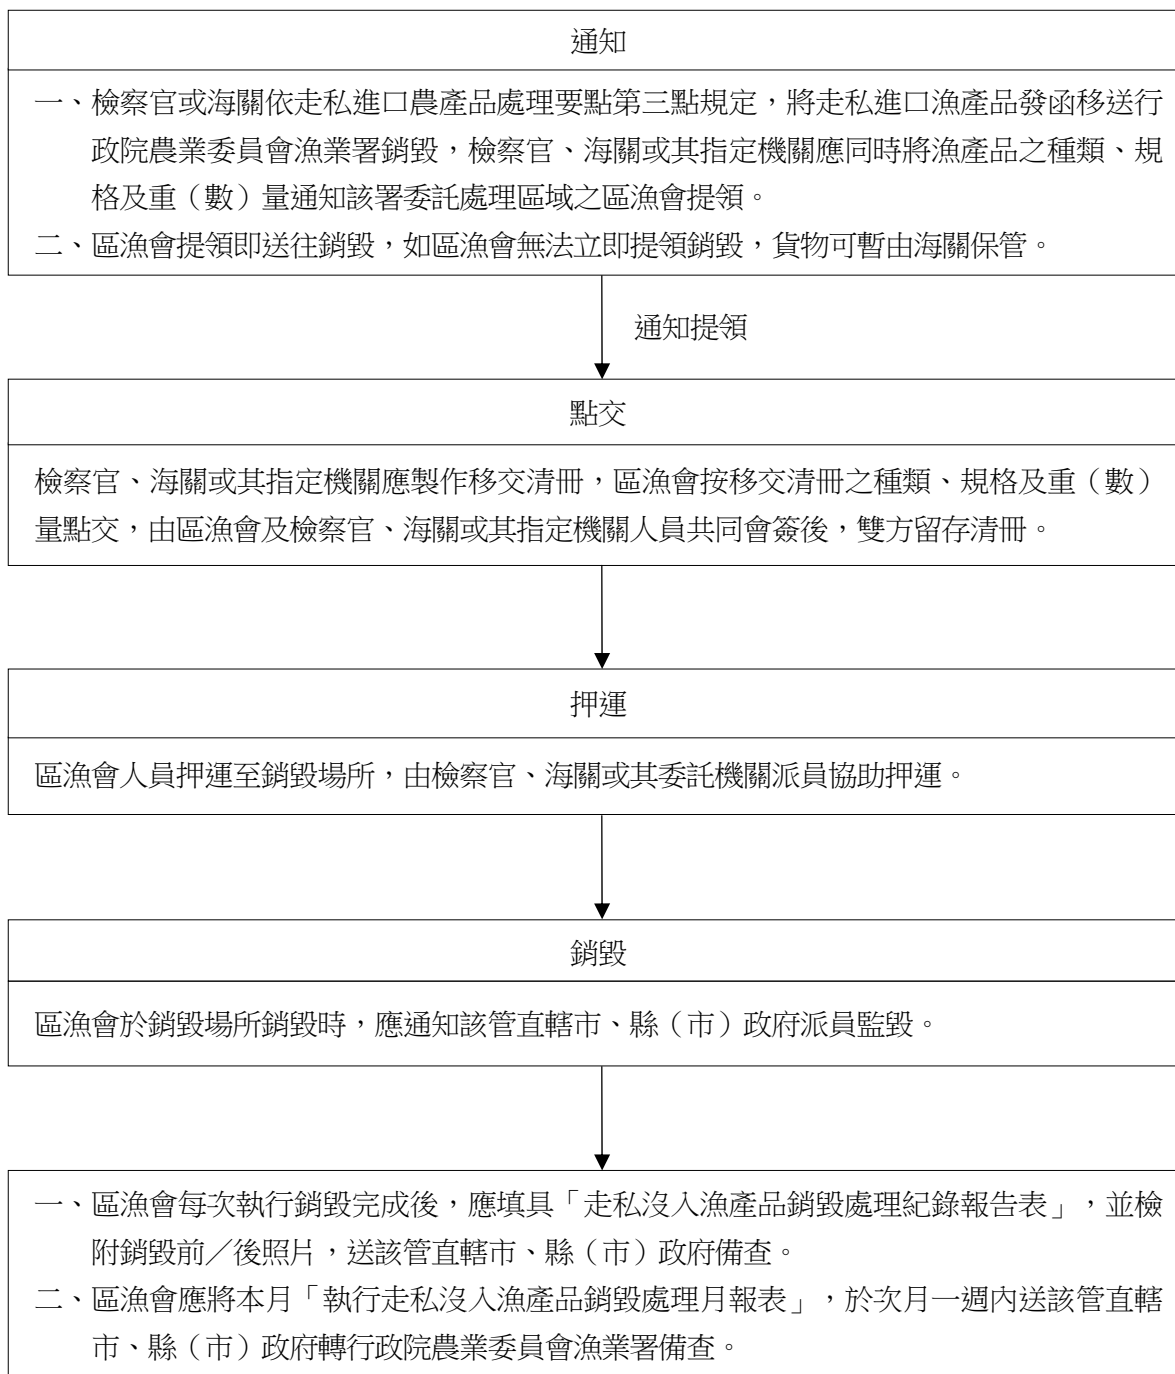 通知
一、檢察官或海關依走私進口農產品處理要點第三點規定，將走私進口漁產品發函移送行
政院農業委員會漁業署銷毀，檢察官、海關或其指定機關應同時將漁產品之種類、規
格及重（數）量通知該署委託處理區域之區漁會提領。
二、區漁會提領即送往銷毀，如區漁會無法立即提領銷毀，貨物可暫由海關保管。
通知提領
點交
檢察官、海關或其指定機關應製作移交清冊，區漁會按移交清冊之種類、規格及重（數）
量點交，由區漁會及檢察官、海關或其指定機關人員共同會簽後，雙方留存清冊。
押運
區漁會人員押運至銷毀場所，由檢察官、海關或其委託機關派員協助押運。
銷毀
區漁會於銷毀場所銷毀時，應通知該管直轄市、縣（市）政府派員監毀。
一、區漁會每次執行銷毀完成後，應填具「走私沒入漁產品銷毀處理紀錄報告表」，並檢
附銷毀前／後照片，送該管直轄市、縣（市）政府備查。
二、區漁會應將本月「執行走私沒入漁產品銷毀處理月報表」，於次月一週內送該管直轄
市、縣（市）政府轉行政院農業委員會漁業署備查。